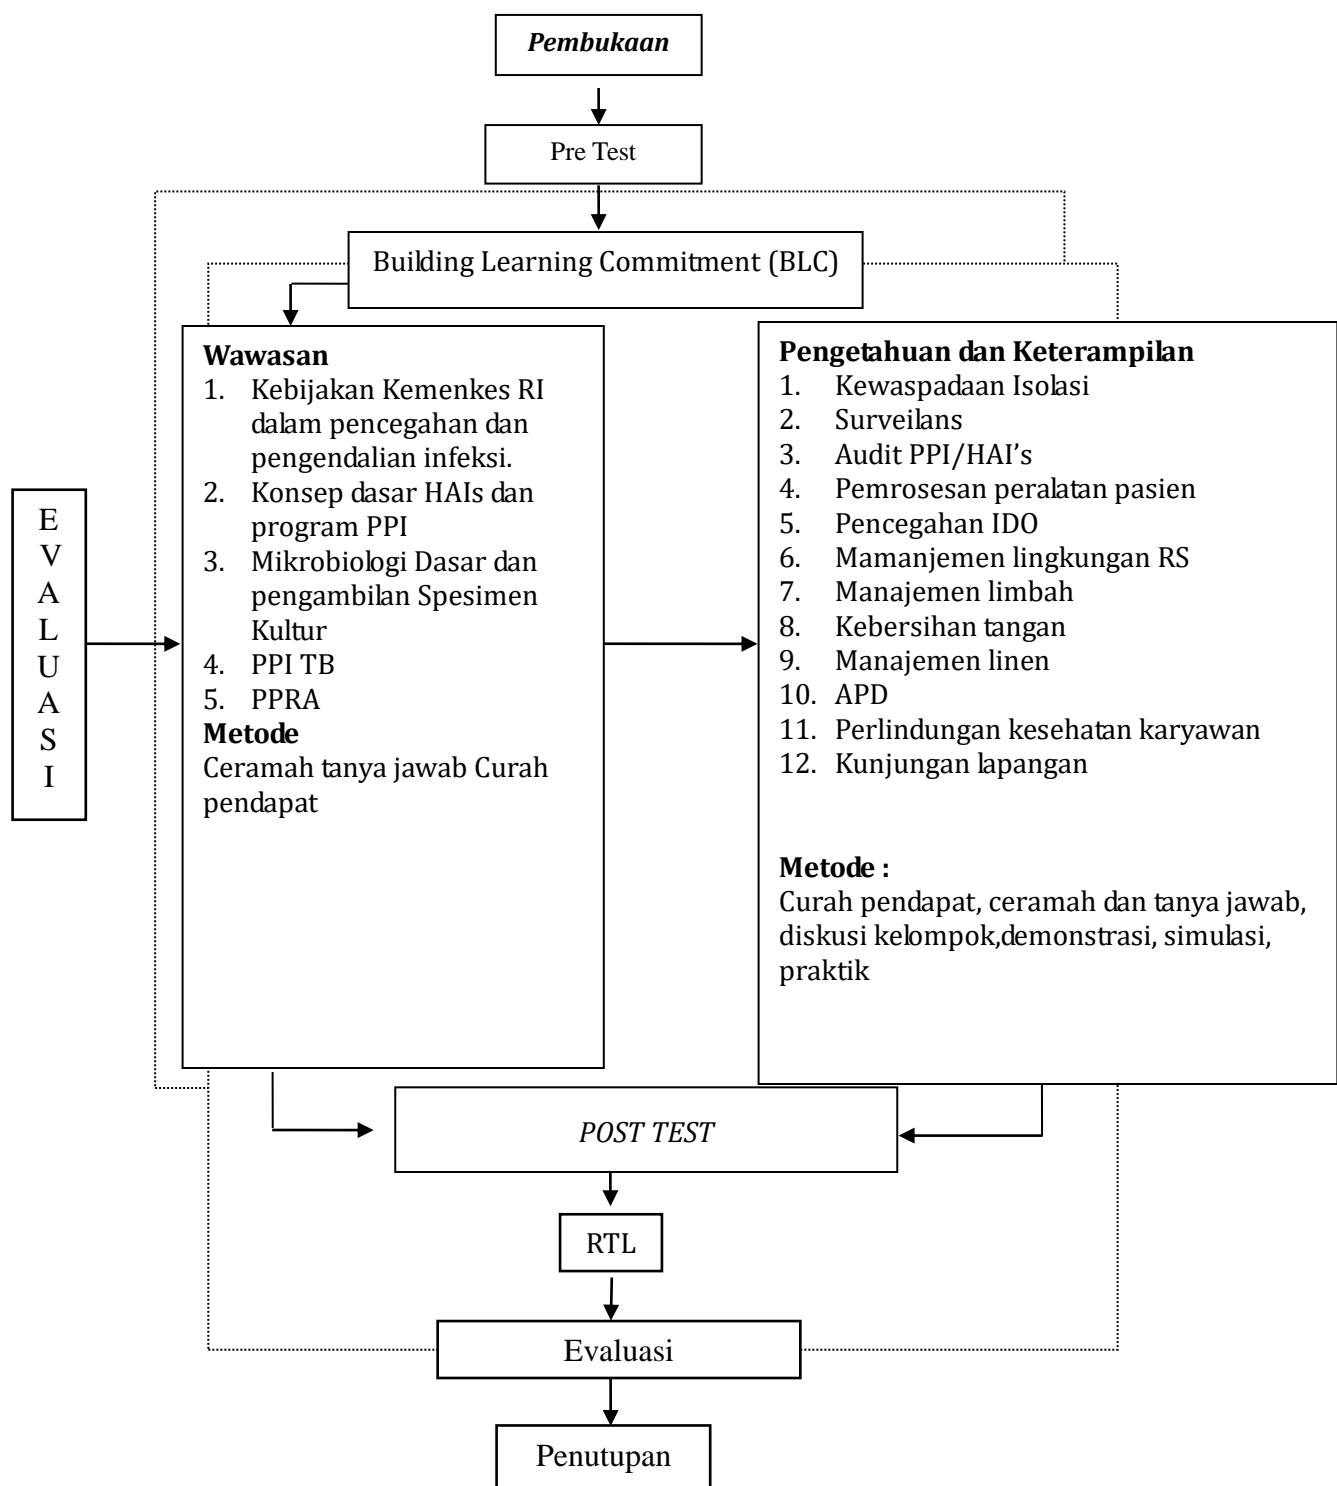 Pembukaan
Pre Test
Building Learning Commitment (BLC)
E
V
A
L
U
A
S
I
Wawasan
1. Kebijakan Kemenkes RI
dalam pencegahan dan
pengendalian infeksi.
2. Konsep dasar HAIs dan
program PPI
3. Mikrobiologi Dasar dan
pengambilan Spesimen
Kultur
4. PPI TB
5. PPRA
Metode
Ceramah tanya jawab Curah
pendapat
Pengetahuan dan Keterampilan
1. Kewaspadaan Isolasi
2. Surveilans
3. Audit PPI/HAI’s
4. Pemrosesan peralatan pasien
5. Pencegahan IDO
6. Mamanjemen lingkungan RS
7. Manajemen limbah
8. Kebersihan tangan
9. Manajemen linen
10. APD
11. Perlindungan kesehatan karyawan
12. Kunjungan lapangan
Metode :
Curah pendapat, ceramah dan tanya jawab,
diskusi kelompok,demonstrasi, simulasi,
praktik
POST TEST
RTL
Evaluasi
Penutupan